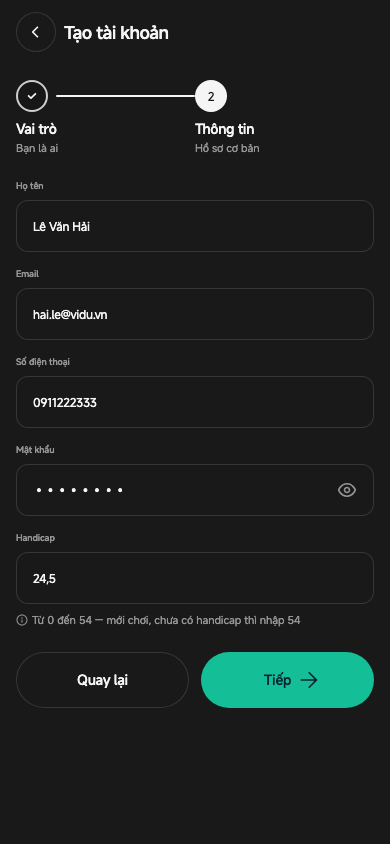 Tạo tài khoản
2
Vai trò
Thông tin
Bạn là ai
Hồ sơ cơ bản
Họ tên
Lê Văn Hải
Email
hai.le@vidu.vn
Số điện thoại
0911222333
Mật khẩu
••••••••
Handicap
24,5
Từ 0 đến 54 — mới chơi, chưa có handicap thì nhập 54
Quay lại
Tiếp